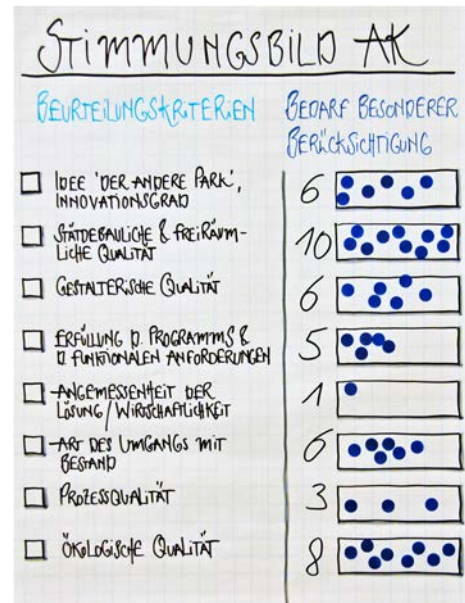 STIMMUNGSBILD AK
BEURTEILUNGSKRITERIEN
BEDARF BESONDERER
BERÜCKSICHTIGUNG
IDEE 'DER ANDERE PARK',
INNOVATIONSGRAD
6
STÄDTEBAULICHE & FREIRÄUM-
LICHE QUALITÄT
10
GESTALTERISCHE QUALITÄT
6
ERFÜLLUNG D. PROGRAMMS &
D. FUNKTIONALEN ANFORDERUNGEN
5
ANGEMESSENHEIT DER
LÖSUNG/WIRTSCHAFTLICHKEIT
1
ART DES UMGANGS MIT
BESTAND
6
PROZESSQUALITÄT
3
ÖKOLOGISCHE QUALITÄT
8